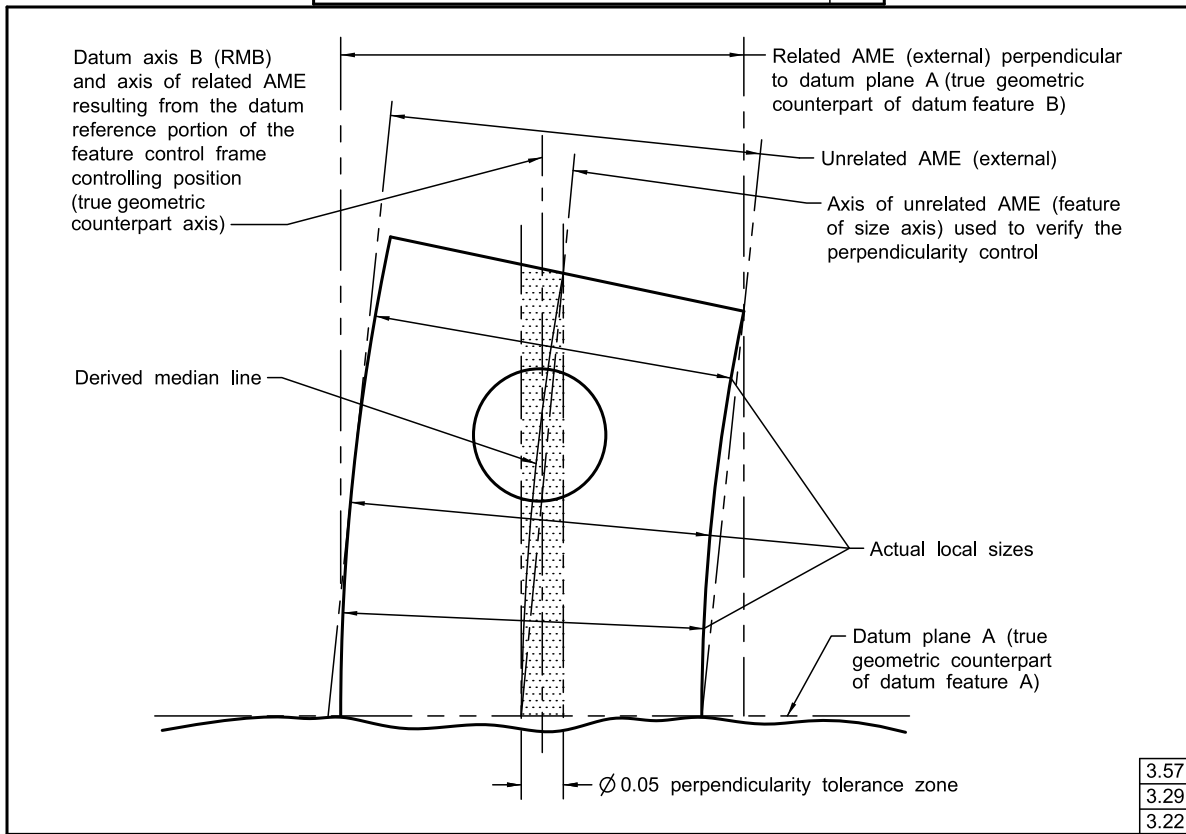 Datum axis B (RMB)
and axis of related AME
resulting from the datum
reference portion of the
feature control frame
controlling position
(true geometric
counterpart axis)
Related AME (external) perpendicular
to datum plane A (true geometric
counterpart of datum feature B)
Unrelated AME (external)
Axis of unrelated AME (feature
of size axis) used to verify the
perpendicularity control
Derived median line
Actual local sizes
Datum plane A (true
geometric counterpart
of datum feature A)
∅ 0.05 perpendicularity tolerance zone
3.57
3.29
3.22